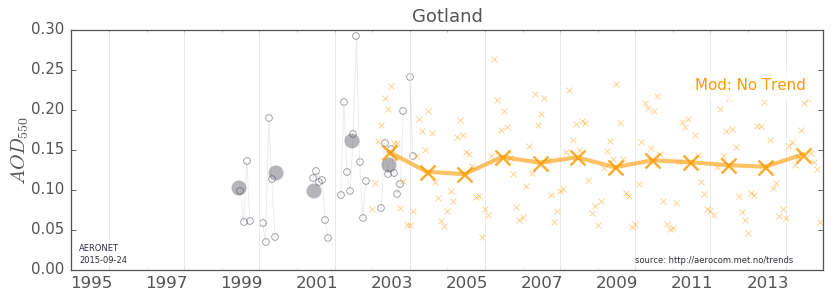 Gotland
0.30
0.25
0.20
0.15
0.10
0.05
0.00
AOD550
Mod: No Trend
AERONET
2015-09-24
source: http://aerocom.met.no/trends
1995 1997 1999 2001 2003 2005 2007 2009 2011 2013